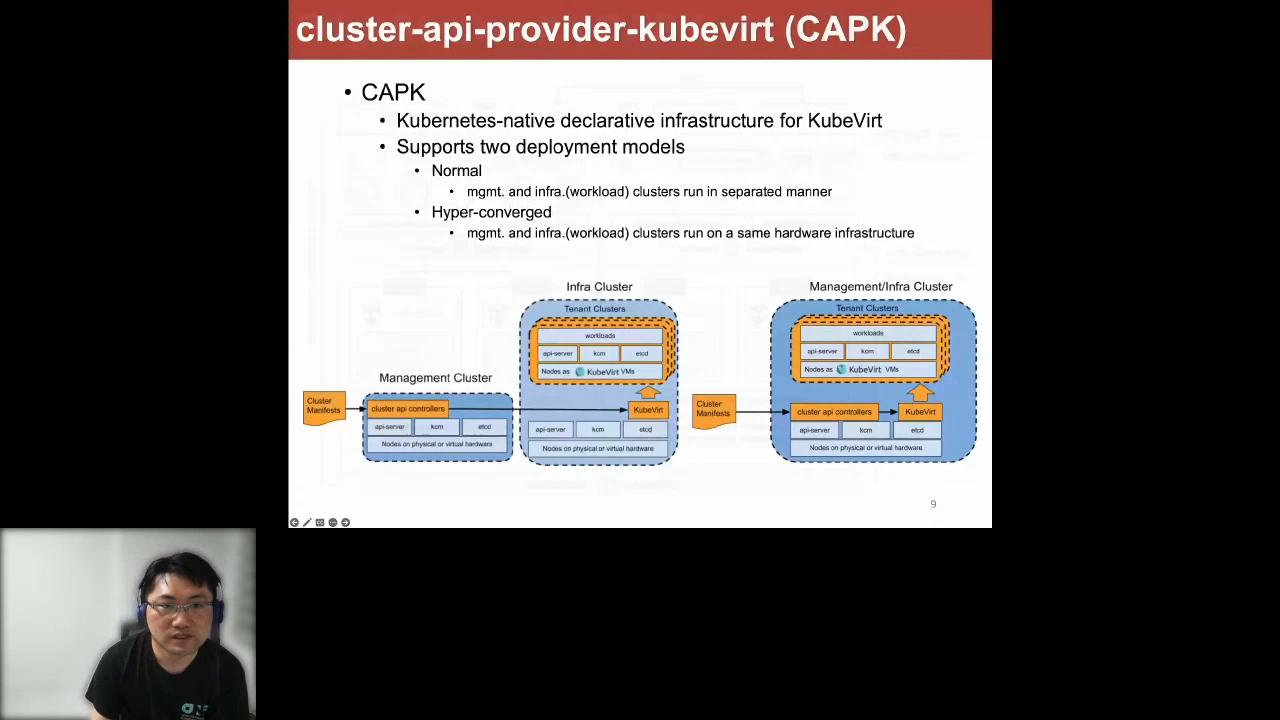 cluster-api-provider-kubevirt (CAPK)
• CAPK
• Kubernetes-native declarative infrastructure for KubeVirt
• Supports two deployment models
• Normal
• mgmt. and infra.(workload) clusters run in separated manner
• Hyper-converged
• mgmt. and infra.(workload) clusters run on a same hardware infrastructure
Management Cluster
Cluster
Manifests
cluster api controllers
api-server kcm etcd
Nodes on physical or virtual hardware
Infra Cluster
Tenant Clusters
workloads
api-server kcm etcd
Nodes as KubeVirt VMs
KubeVirt
api-server kcm etcd
Nodes on physical or virtual hardware
Management/Infra Cluster
Tenant Clusters
workloads
api-server kcm etcd
Nodes as KubeVirt VMs
Cluster
Manifests
cluster api controllers
KubeVirt
api-server kcm etcd
Nodes on physical or virtual hardware
9